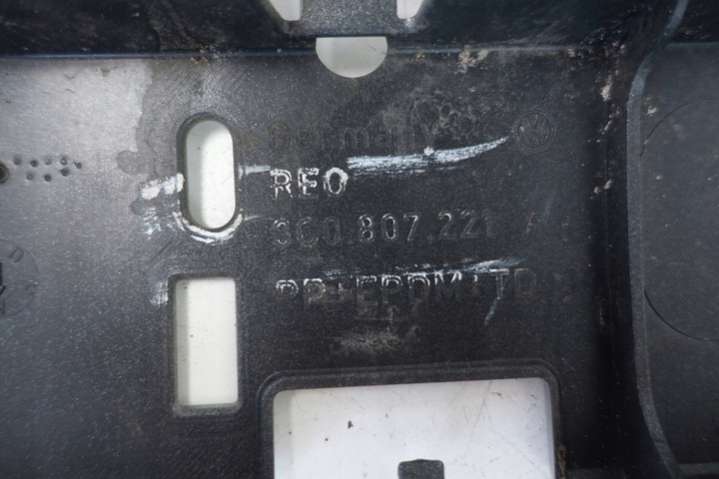 Germany
REO
3C0.807.221 A
PP+EPDM+TD